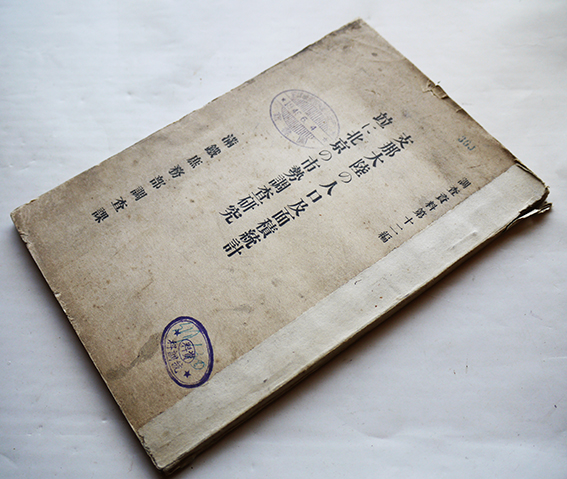 調査資料第十二編
支那大陸の人口及面積統計
竝に北京の市勢調査研究
満鐵庶務部調査課
363